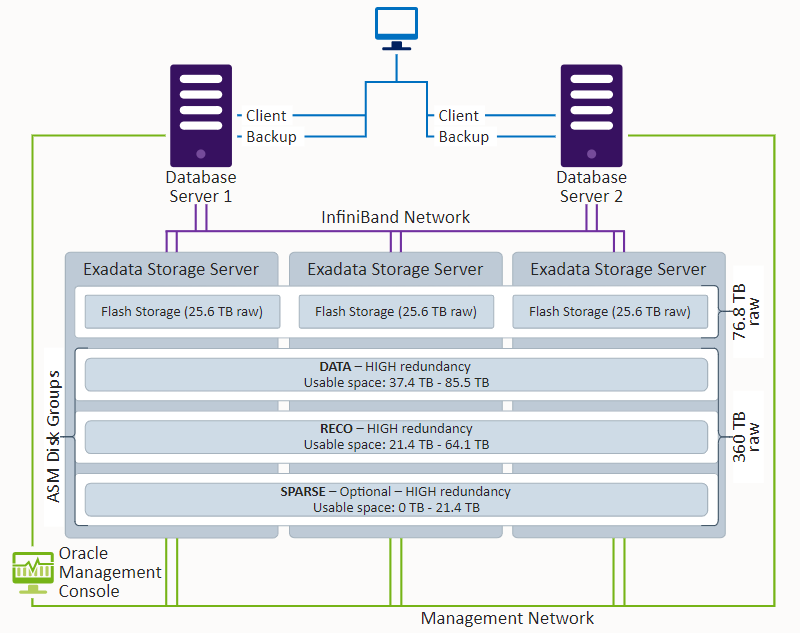 Client
Backup
Client
Backup
Database
Server 1
Database
Server 2
InfiniBand Network
Exadata Storage Server
Exadata Storage Server
Exadata Storage Server
Flash Storage (25.6 TB raw)
Flash Storage (25.6 TB raw)
Flash Storage (25.6 TB raw)
76.8 TB
raw
DATA – HIGH redundancy
Usable space: 37.4 TB - 85.5 TB
RECO – HIGH redundancy
Usable space: 21.4 TB - 64.1 TB
SPARSE – Optional – HIGH redundancy
Usable space: 0 TB - 21.4 TB
ASM Disk Groups
360 TB
raw
Oracle
Management
Console
Management Network